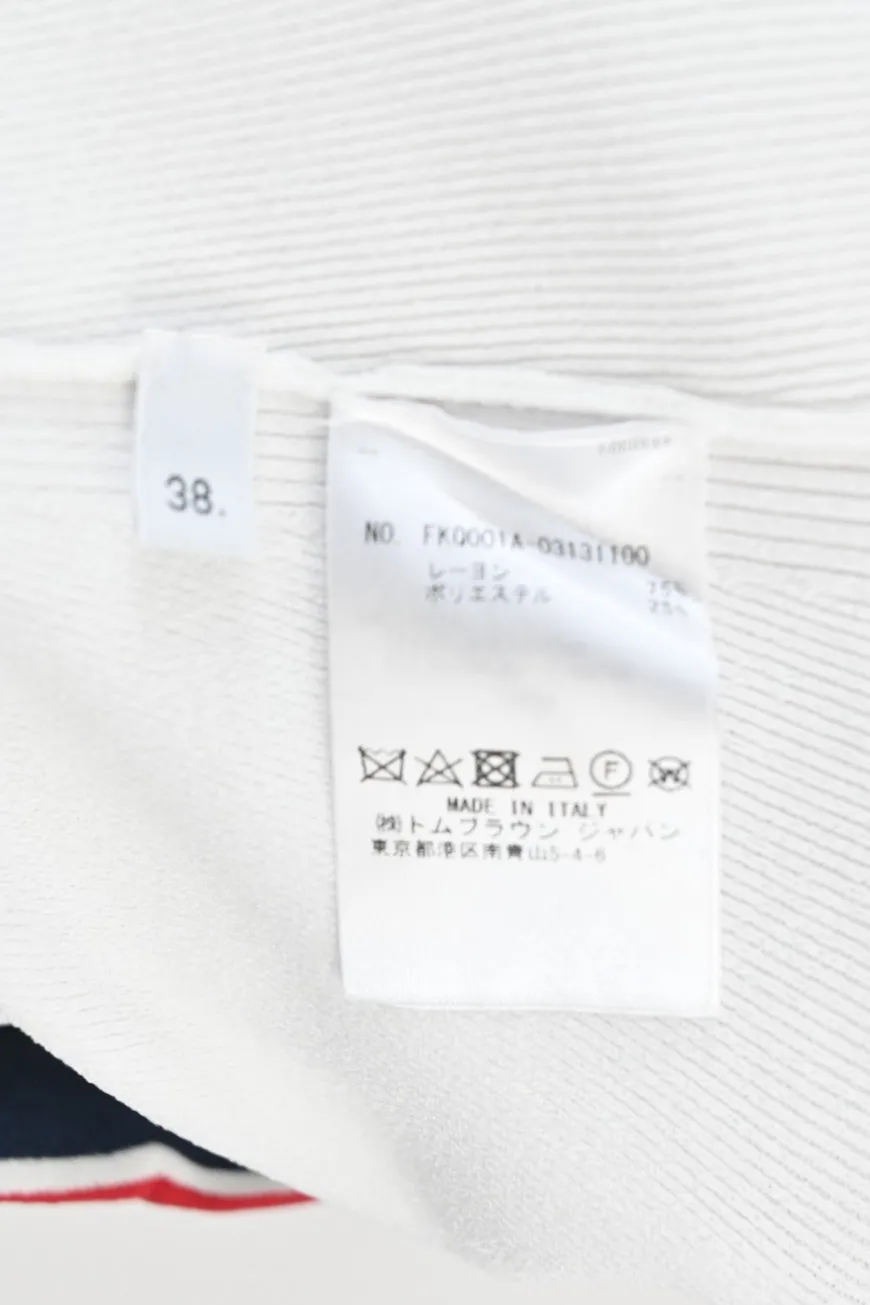 38.
NO. FKQ001A-03131100
レーヨン 75%
ポリエステル 25%
F
W
MADE IN ITALY
㈱トムブラウン ジャパン
東京都港区南青山5-4-6